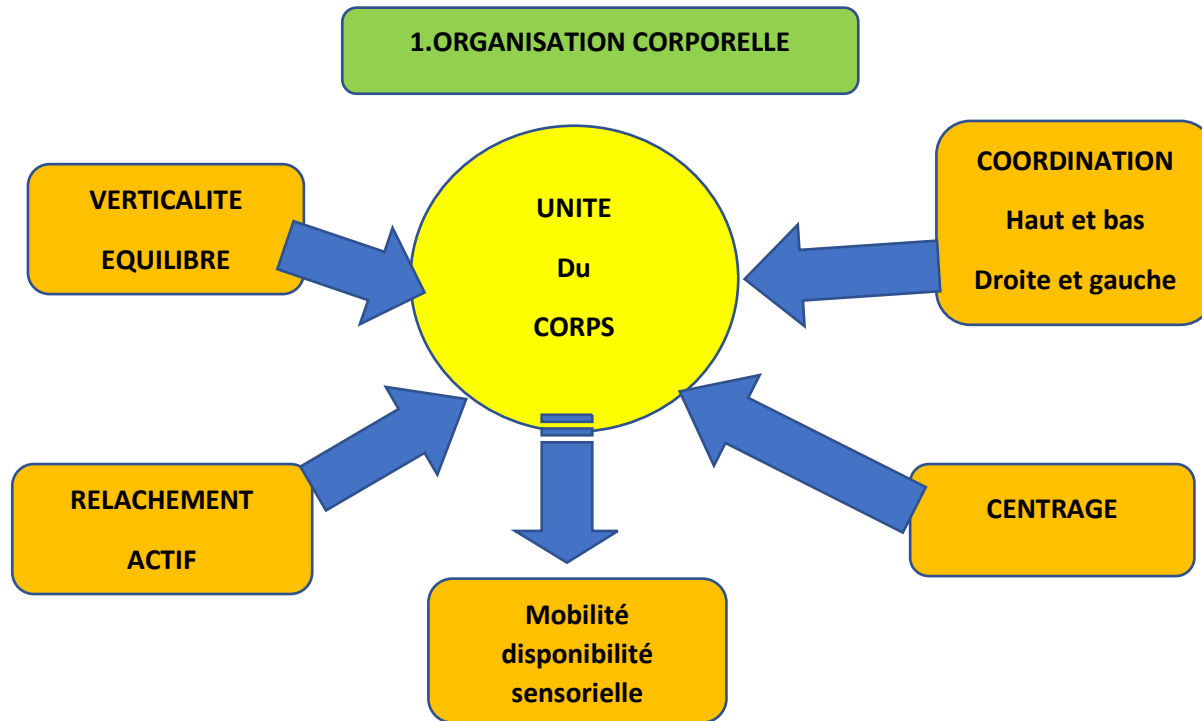 1.ORGANISATION CORPORELLE
VERTICALITE
EQUILIBRE
UNITE
Du
CORPS
COORDINATION
Haut et bas
Droite et gauche
RELACHEMENT
ACTIF
CENTRAGE
Mobilité
disponibilité
sensorielle